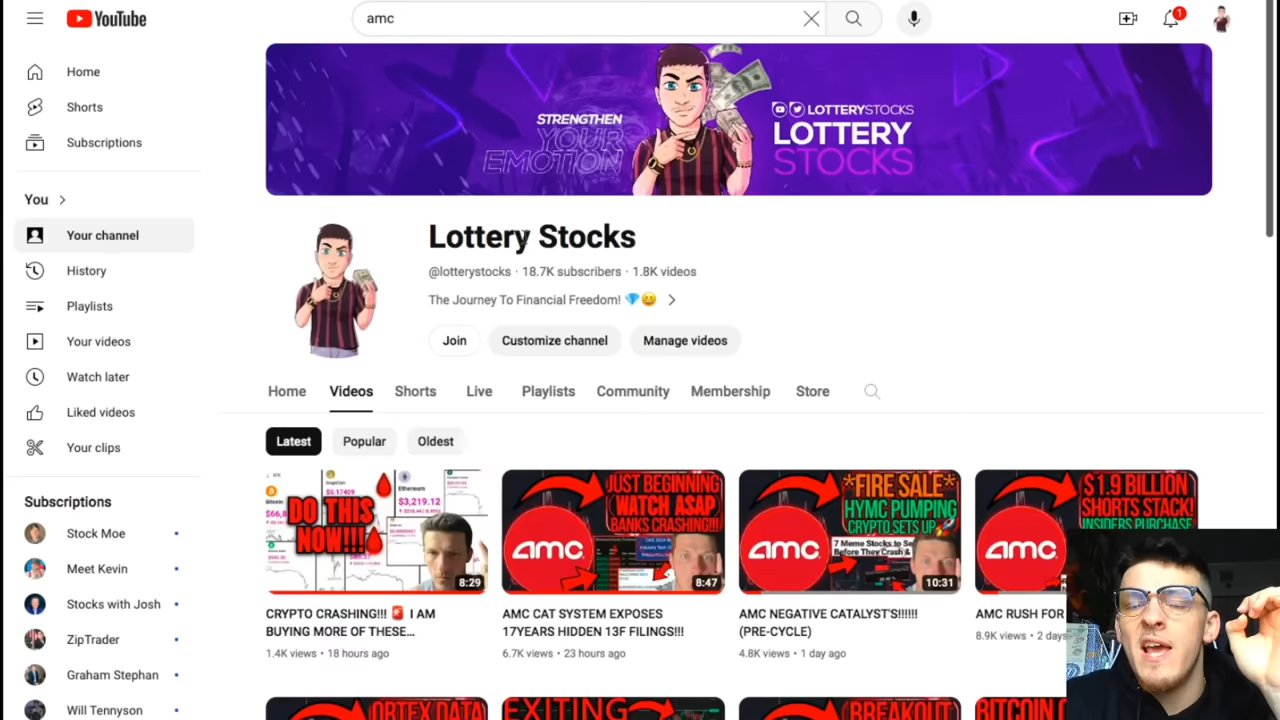 YouTube
amc
1
Home
Shorts
Subscriptions
You
Your channel
History
Playlists
Your videos
Watch later
Liked videos
Your clips
Subscriptions
Stock Moe
Meet Kevin
Stocks with Josh
ZipTrader
Graham Stephan
Will Tennyson
STRENGTHEN
YOUR
EMOTION
LOTTERYSTOCKS
LOTTERY
STOCKS
Lottery Stocks
@lotterystocks · 18.7K subscribers · 1.8K videos
The Journey To Financial Freedom! 💎😀
Join
Customize channel
Manage videos
Home
Videos
Shorts
Live
Playlists
Community
Membership
Store
Latest
Popular
Oldest
Ethereum
$3,219.12
DO THIS
NOW!!!
8:29
CRYPTO CRASHING!!! 🚨 I AM
BUYING MORE OF THESE...
1.4K views · 18 hours ago
JUST BEGINNING
WATCH ASAP
BANKS CRASHING!!!
amc
8:47
AMC CAT SYSTEM EXPOSES
17YEARS HIDDEN 13F FILINGS!!!
6.7K views · 23 hours ago
*FIRE SALE*
HYMC PUMPING
CRYPTO SETS UP
amc
7 Meme Stocks to Se
Before They Crash &
10:31
AMC NEGATIVE CATALYST'S!!!!!!
(PRE-CYCLE)
4.8K views · 1 day ago
$1.9 BILLION
SHORTS STACK!
INSIDERS PURCHASE
amc
AMC RUSH FOR
8.9K views · 2 days
ORTEX DATA
EXITING
BREAKOUT
BITCOIN